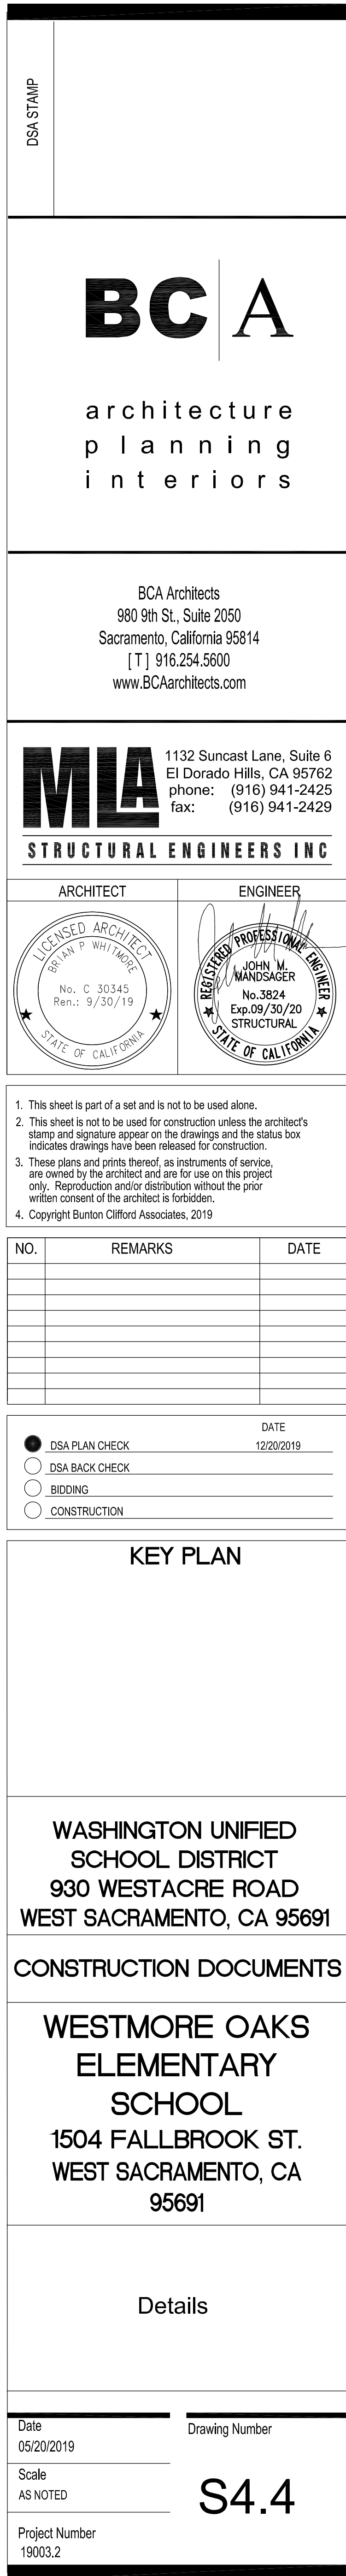 DSA STAMP
BCA
architecture
planning
interiors
BCA Architects
980 9th St., Suite 2050
Sacramento, California 95814
[ T ] 916.254.5600
www.BCAarchitects.com
MLA
1132 Suncast Lane, Suite 6
El Dorado Hills, CA 95762
phone: (916) 941-2425
fax: (916) 941-2429
STRUCTURAL ENGINEERS INC
ARCHITECT
LICENSED ARCHITECT
BRIAN P WHITMORE
No. C 30345
Ren.: 9/30/19
STATE OF CALIFORNIA
ENGINEER
REGISTERED PROFESSIONAL ENGINEER
JOHN M.
MANDSAGER
No.3824
Exp.09/30/20
STRUCTURAL
STATE OF CALIFORNIA
1. This sheet is part of a set and is not to be used alone.
2. This sheet is not to be used for construction unless the architect's
stamp and signature appear on the drawings and the status box
indicates drawings have been released for construction.
3. These plans and prints thereof, as instruments of service,
are owned by the architect and are for use on this project
only. Reproduction and/or distribution without the prior
written consent of the architect is forbidden.
4. Copyright Bunton Clifford Associates, 2019
NO. REMARKS DATE
DATE
DSA PLAN CHECK 12/20/2019
DSA BACK CHECK
BIDDING
CONSTRUCTION
KEY PLAN
WASHINGTON UNIFIED
SCHOOL DISTRICT
930 WESTACRE ROAD
WEST SACRAMENTO, CA 95691
CONSTRUCTION DOCUMENTS
WESTMORE OAKS
ELEMENTARY
SCHOOL
1504 FALLBROOK ST.
WEST SACRAMENTO, CA
95691
Details
Date
05/20/2019
Scale
AS NOTED
Project Number
19003.2
Drawing Number
S4.4